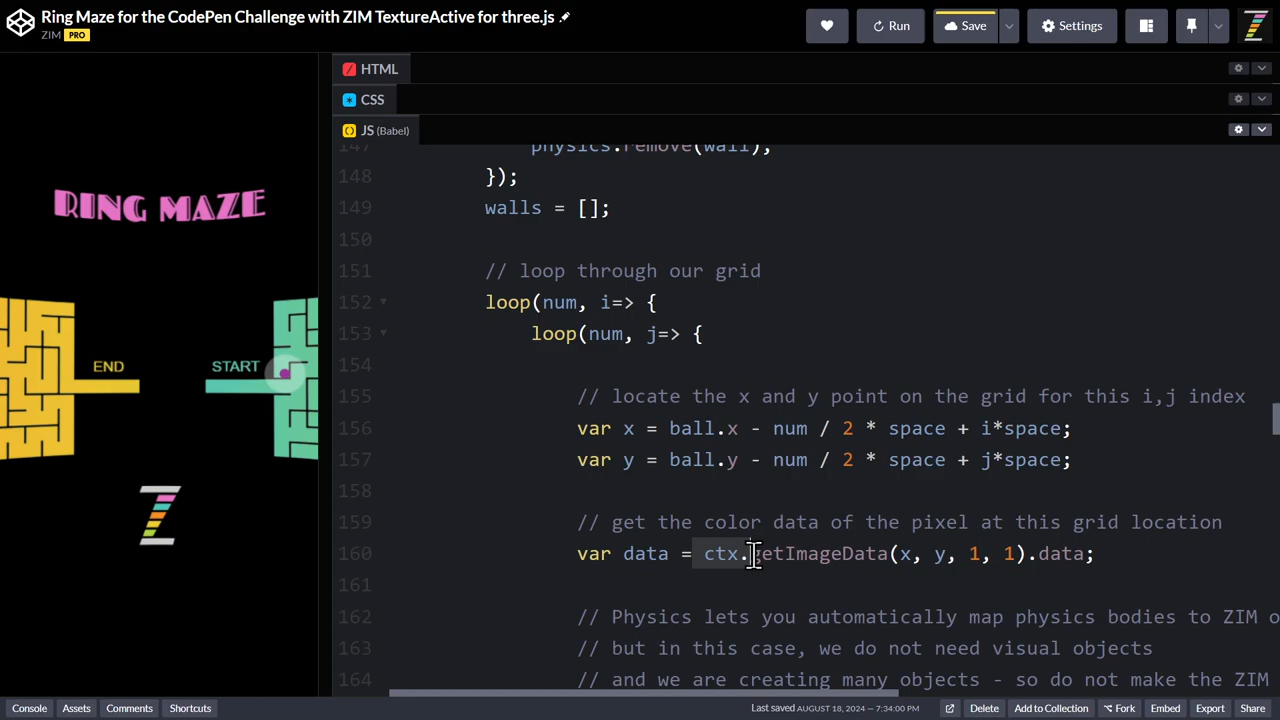 Ring Maze for the CodePen Challenge with ZIM TextureActive for three.js
ZIM PRO
Run
Save
Settings
HTML
CSS
JS (Babel)
RING MAZE
END
START
147 physics.remove(wall);
148 });
149 walls = [];
150
151 // loop through our grid
152 loop(num, i=> {
153 loop(num, j=> {
154
155 // locate the x and y point on the grid for this i,j index
156 var x = ball.x - num / 2 * space + i*space;
157 var y = ball.y - num / 2 * space + j*space;
158
159 // get the color data of the pixel at this grid location
160 var data = ctx.getImageData(x, y, 1, 1).data;
161
162 // Physics lets you automatically map physics bodies to ZIM o
163 // but in this case, we do not need visual objects
164 // and we are creating many objects - so do not make the ZIM
Console Assets Comments Shortcuts
Last saved AUGUST 18, 2024 — 7:34:00 PM
Delete Add to Collection Fork Embed Export Share